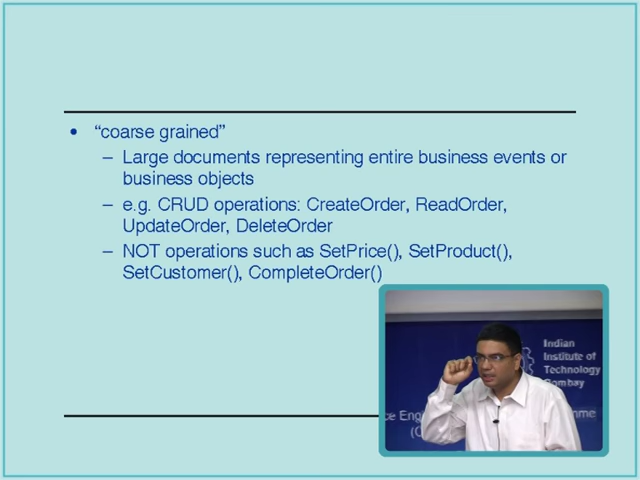 • “coarse grained”
– Large documents representing entire business events or
business objects
– e.g. CRUD operations: CreateOrder, ReadOrder,
UpdateOrder, DeleteOrder
– NOT operations such as SetPrice(), SetProduct(),
SetCustomer(), CompleteOrder()
Indian
Institute of
Technology
Bombay